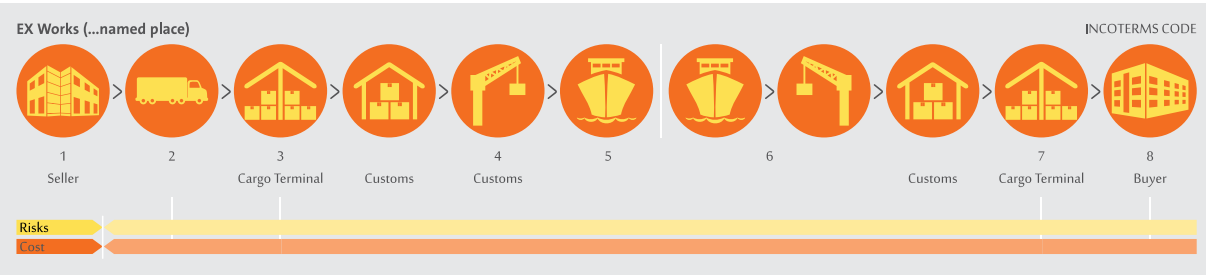 EX Works (...named place)
INCOTERMS CODE
1 2 3 4 5 6 7 8
Seller Cargo Terminal Customs Customs Customs Cargo Terminal Buyer
Risks
Cost